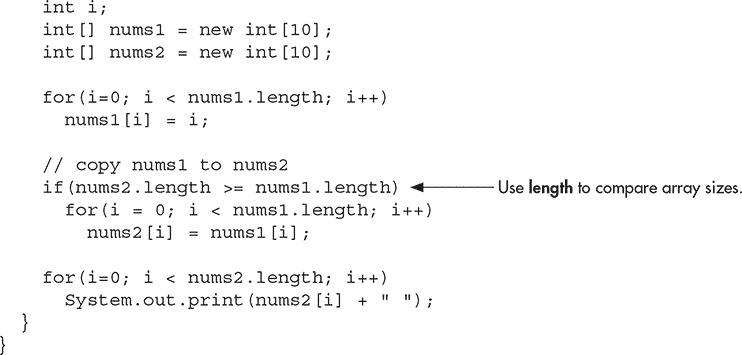 int i;
int[] nums1 = new int[10];
int[] nums2 = new int[10];
for(i=0; i < nums1.length; i++)
nums1[i] = i;
// copy nums1 to nums2
if(nums2.length >= nums1.length)
Use length to compare array sizes.
for(i = 0; i < nums1.length; i++)
nums2[i] = nums1[i];
for(i=0; i < nums2.length; i++)
System.out.print(nums2[i] + " ");
}
}